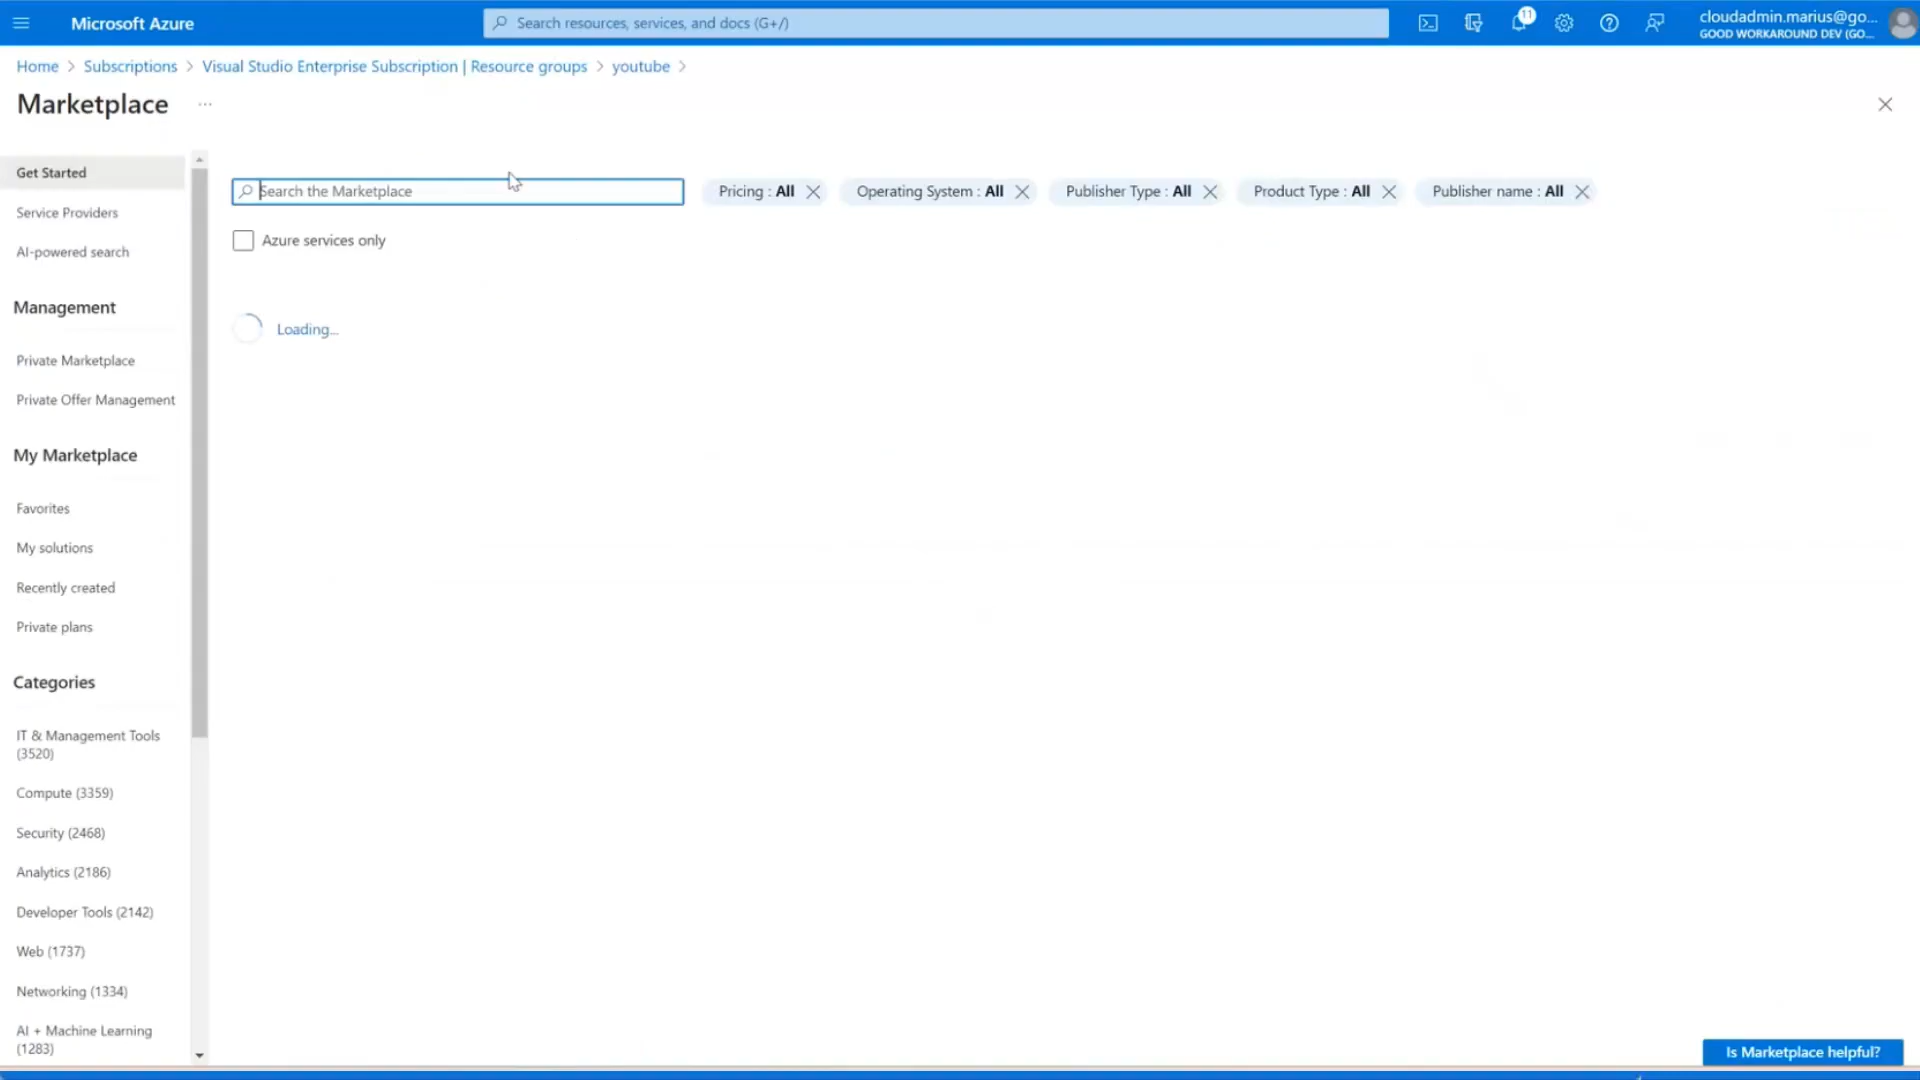 Microsoft Azure
Search resources, services, and docs (G+/)
11
cloudadmin.marius@go...
GOOD WORKAROUND DEV (GO...
Home > Subscriptions > Visual Studio Enterprise Subscription | Resource groups > youtube >
Marketplace ...
Get Started
Service Providers
AI-powered search
Management
Private Marketplace
Private Offer Management
My Marketplace
Favorites
My solutions
Recently created
Private plans
Categories
IT & Management Tools
(3520)
Compute (3359)
Security (2468)
Analytics (2186)
Developer Tools (2142)
Web (1737)
Networking (1334)
AI + Machine Learning
(1283)
Search the Marketplace
Pricing : All
Operating System : All
Publisher Type : All
Product Type : All
Publisher name : All
Azure services only
Loading...
Is Marketplace helpful?